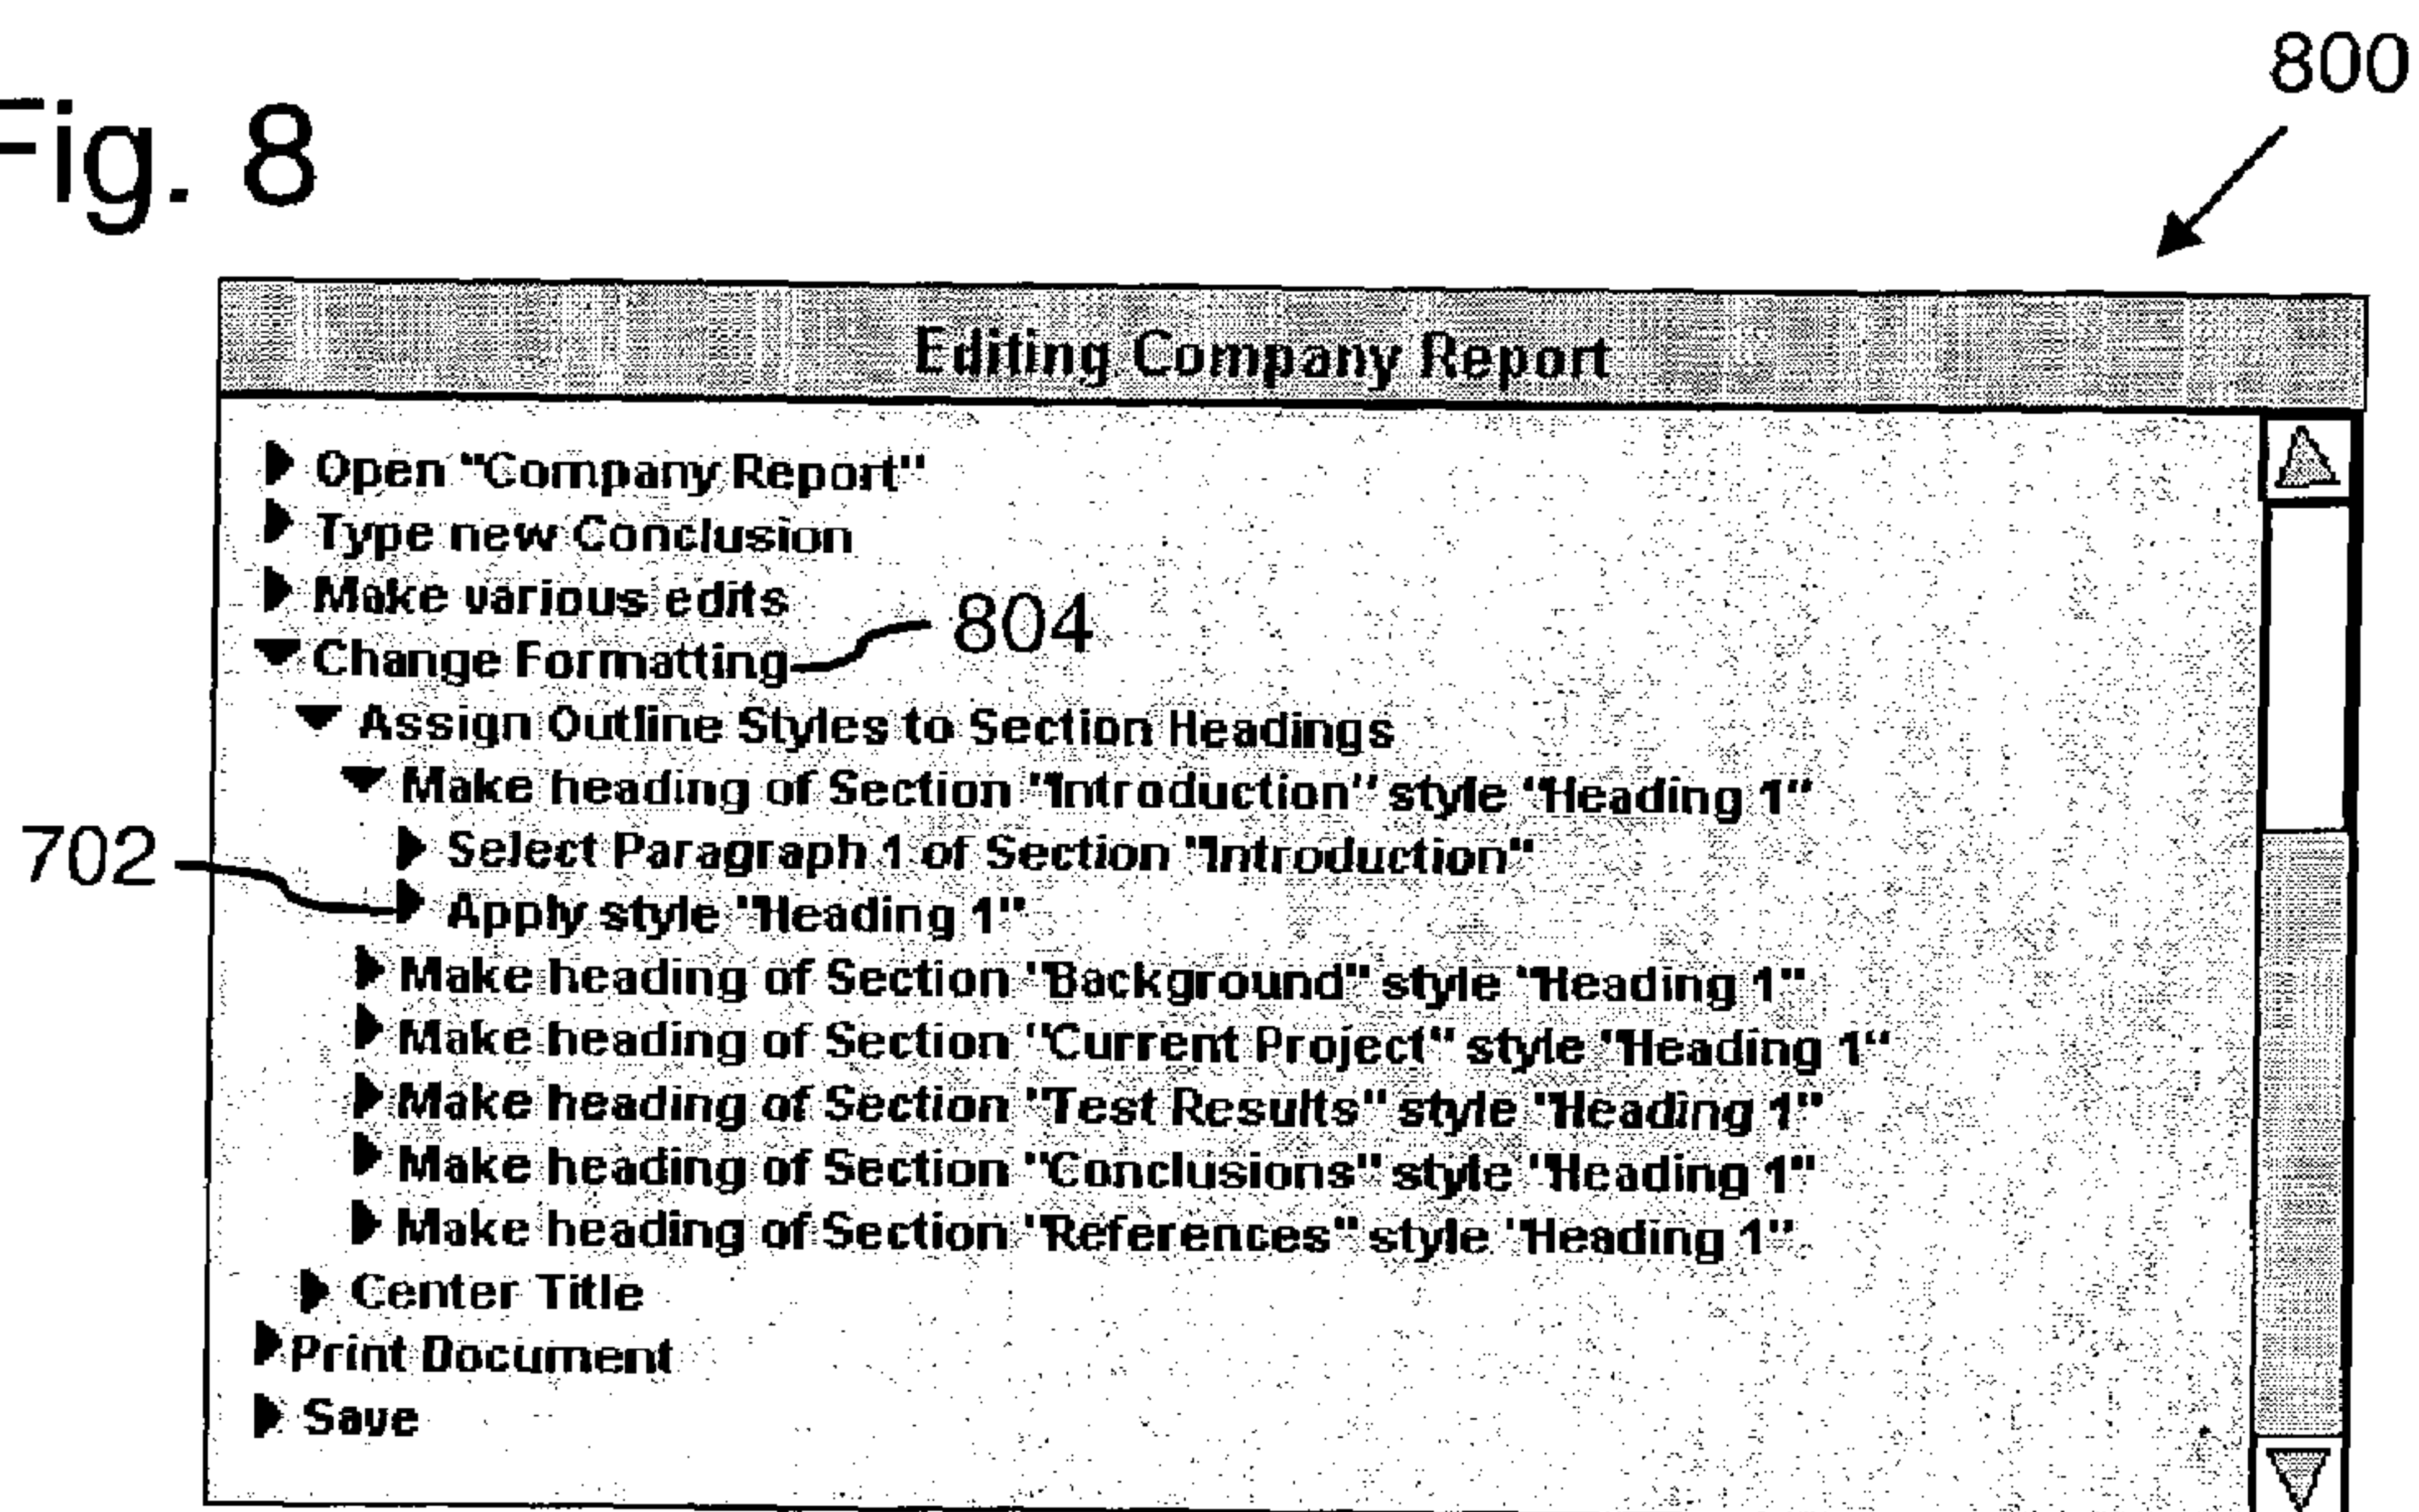 800
Fig. 8
Editing Company Report
Open "Company Report"
Type new Conclusion
Make various edits
Change Formatting
804
Assign Outline Styles to Section Headings
Make heading of Section "Introduction" style "Heading 1"
Select Paragraph 1 of Section "Introduction"
702
Apply style "Heading 1"
Make heading of Section "Background" style "Heading 1"
Make heading of Section "Current Project" style "Heading 1"
Make heading of Section "Test Results" style "Heading 1"
Make heading of Section "Conclusions" style "Heading 1"
Make heading of Section "References" style "Heading 1"
Center Title
Print Document
Save